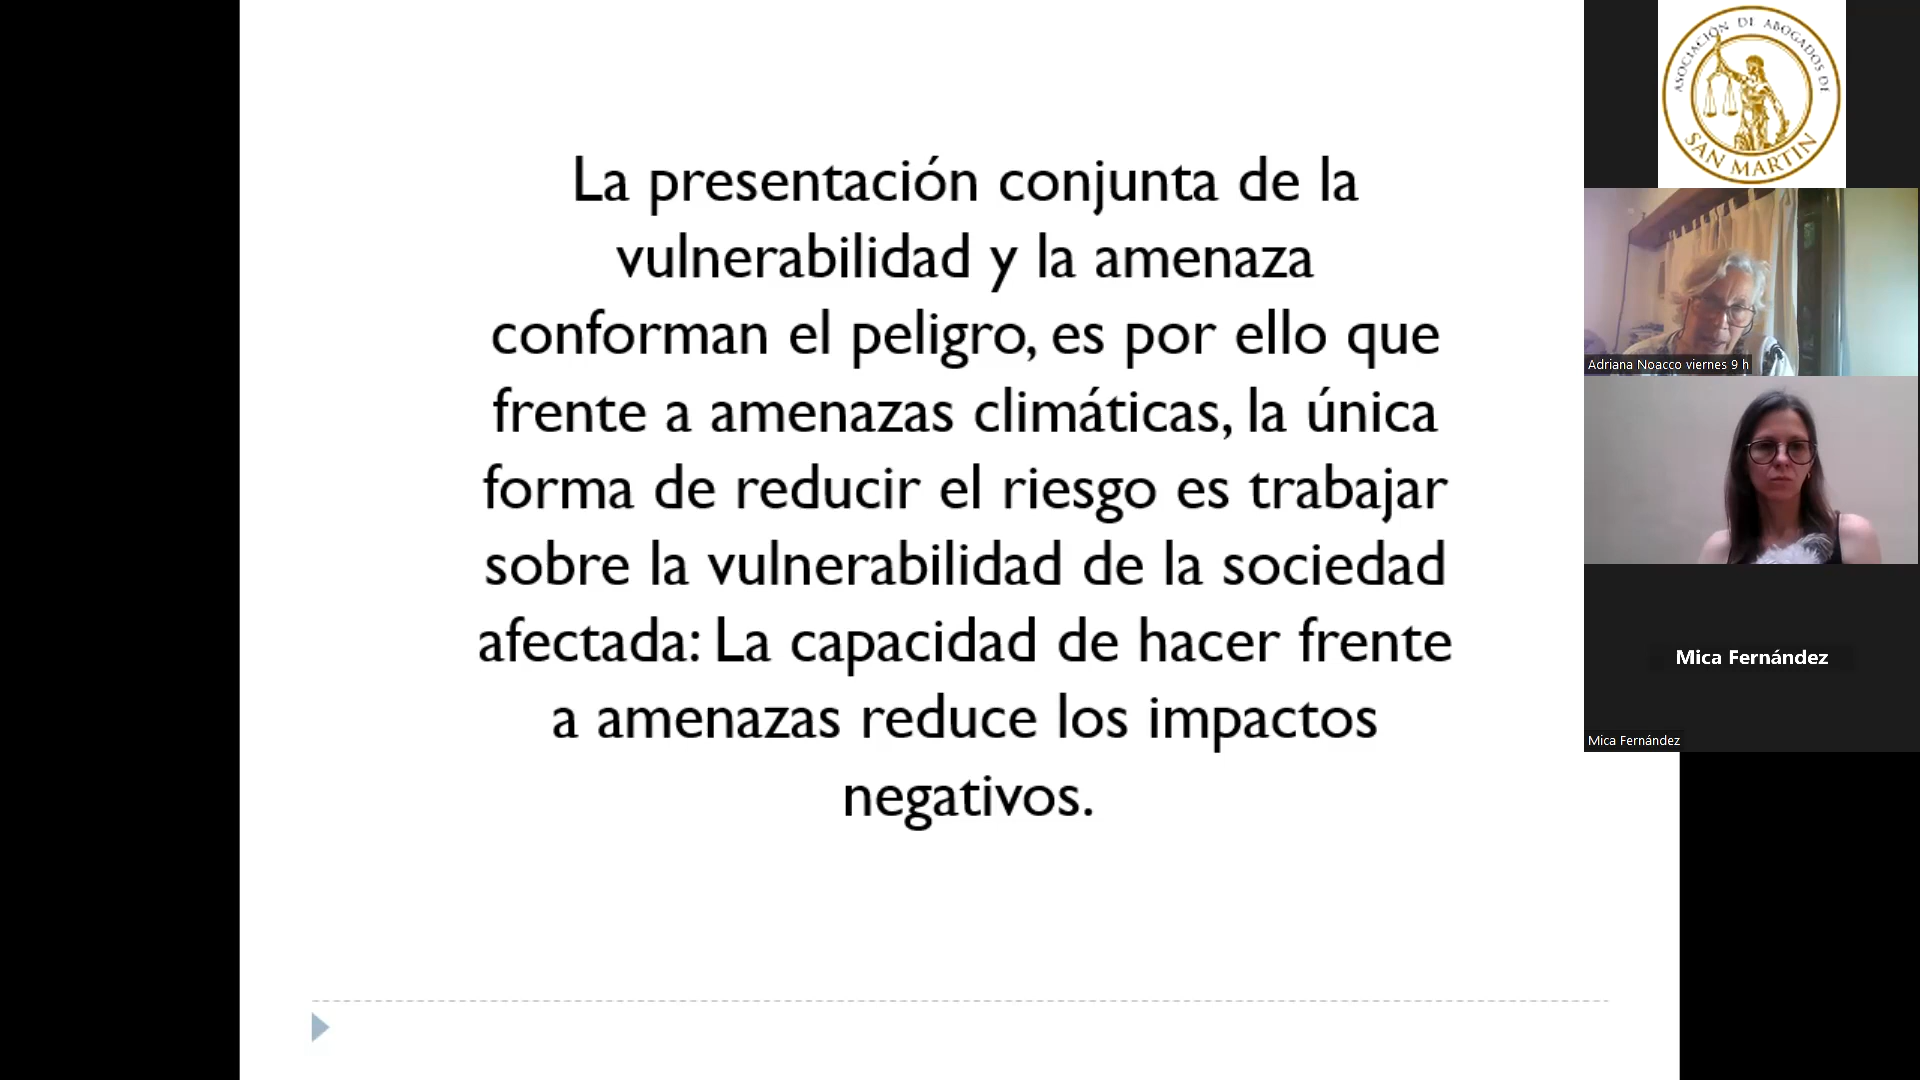 La presentación conjunta de la
vulnerabilidad y la amenaza
conforman el peligro, es por ello que
frente a amenazas climáticas, la única
forma de reducir el riesgo es trabajar
sobre la vulnerabilidad de la sociedad
afectada: La capacidad de hacer frente
a amenazas reduce los impactos
negativos.
ASOCIACIÓN DE ABOGADOS DE
SAN MARTIN
Adriana Noacco viernes 9 h
Mica Fernández
Mica Fernández